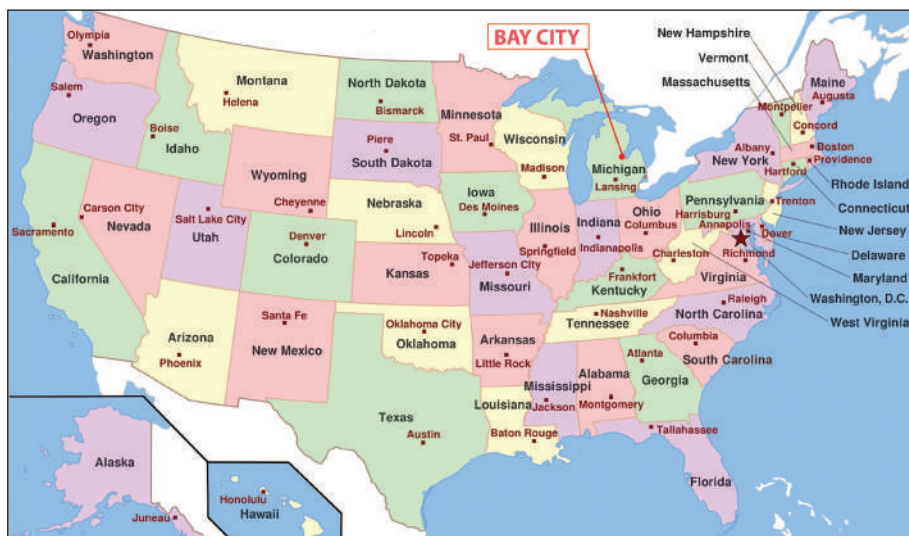 BAY CITY
New Hampshire
Vermont
Massachusetts
Olympia
Washington
Montana
Helena
North Dakota
Bismarck
Minnesota
St. Paul
Maine
Augusta
Montpelier
Concord
Salem
Oregon
Boise
Idaho
Piere
South Dakota
Wisconsin
Madison
Michigan
Lansing
Albany
New York
Boston
Providence
Hartford
Rhode Island
Connecticut
Wyoming
Cheyenne
Nebraska
Lincoln
Iowa
Des Moines
Illinois
Springfield
Indiana
Indianapolis
Ohio
Columbus
Pennsylvania
Harrisburg
Trenton
New Jersey
Annapolis
Dover
Delaware
Maryland
Washington, D.C.
West Virginia
Carson City
Nevada
Sacramento
California
Salt Lake City
Utah
Denver
Colorado
Topeka
Kansas
Jefferson City
Missouri
Frankfort
Kentucky
Charleston
Richmond
Virginia
Raleigh
North Carolina
Nashville
Tennessee
Arizona
Phoenix
Santa Fe
New Mexico
Oklahoma City
Oklahoma
Arkansas
Little Rock
Columbia
South Carolina
Atlanta
Georgia
Alabama
Montgomery
Mississippi
Jackson
Louisiana
Baton Rouge
Texas
Austin
Tallahassee
Florida
Alaska
Juneau
Honolulu
Hawaii